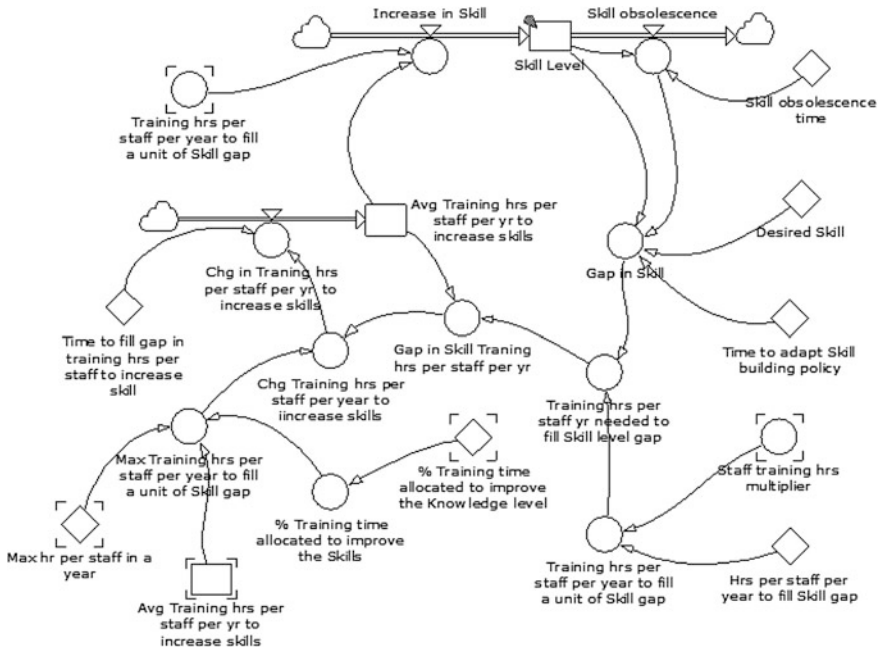 Increase in Skill
Skill obsolescence
Skill Level
Skill obsolescence
time
Training hrs per
staff per year to fill
a unit of Skill gap
Avg Training hrs per
staff per yr to
increase skills
Desired Skill
Gap in Skill
Chg in Traning hrs
per staff per yr to
increase skills
Time to fill gap in
training hrs per
staff to increase
skill
Gap in Skill Traning
hrs per staff per yr
Time to adapt Skill
building policy
Chg Training hrs per
staff per year to
iincrease skills
Training hrs per
staff yr needed to
fill Skill level gap
Max Training hrs per
staff per year to fill
a unit of Skill gap
% Training time
allocated to improve
the Knowledge level
Staff training hrs
multiplier
% Training time
allocated to improve
the Skills
Max hr per staff in a
year
Training hrs per
staff per year to fill
a unit of Skill gap
Hrs per staff per
year to fill Skill gap
Avg Training hrs per
staff per yr to
increase skills